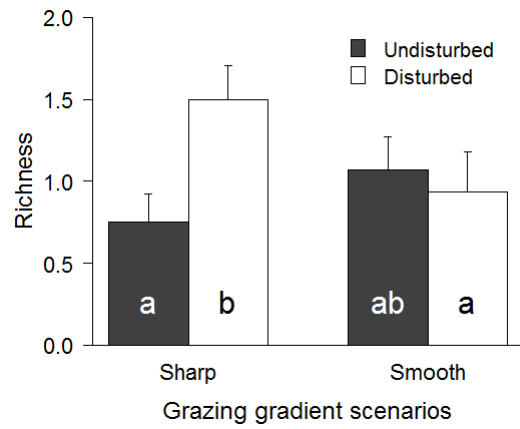 2.0
1.5
1.0
0.5
0.0
Richness
Undisturbed
Disturbed
a
b
ab
a
Sharp
Smooth
Grazing gradient scenarios